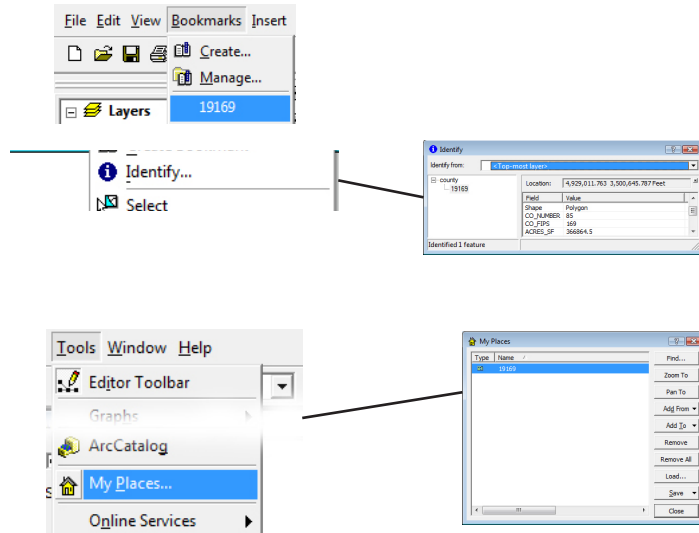 File Edit View Bookmarks Insert
Create...
Manage...
Layers
19169
Identify...
Select
Identify
Identify from: <Top-most layer>
county
19169
Location: 4,929,011.763 3,500,645.787 Feet
Field Value
Shape Polygon
CO_NUMBER 85
CO_FIPS 169
ACRES_SF 366864.5
Identified 1 feature
Tools Window Help
Editor Toolbar
Graphs
ArcCatalog
My Places...
Online Services
My Places
Type Name
19169
Find...
Zoom To
Pan To
Add From
Add To
Remove
Remove All
Load...
Save
Close